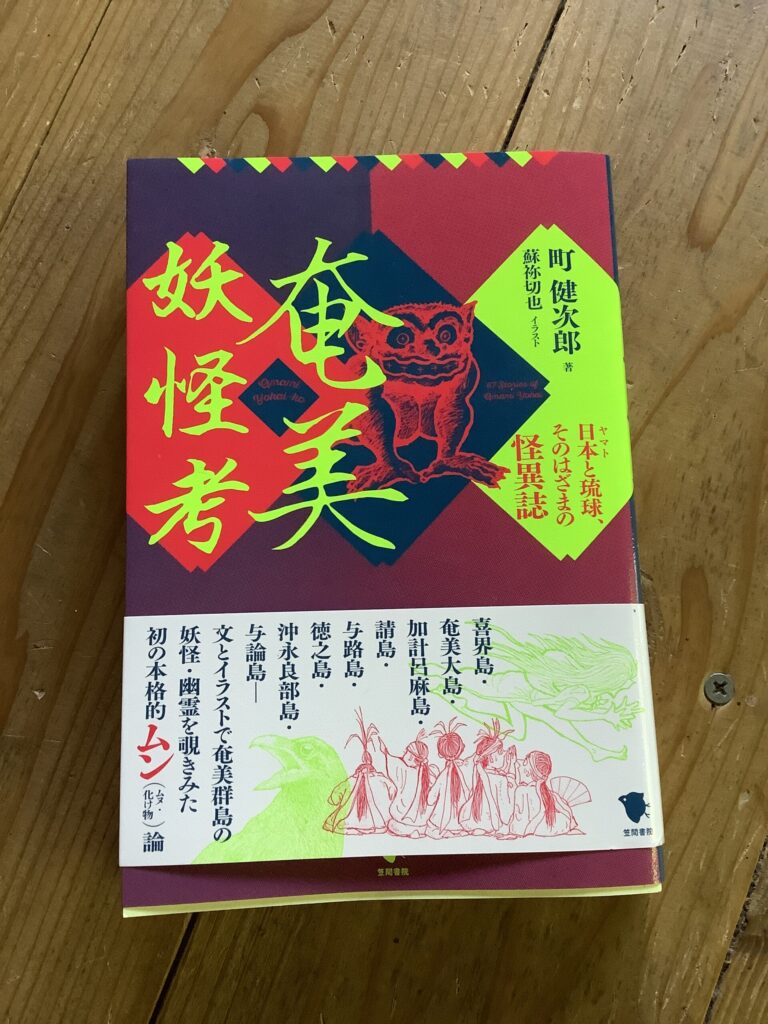 奄美
妖怪考
町 健次郎 著
蘇祢切也 イラスト
ヤマト
日本と琉球、
そのはざまの
怪異誌
Amami
Yokai-ko
67 Stories of
Amami Yokai
喜界島・
奄美大島・
加計呂麻島・
請島・
与路島・
徳之島・
沖永良部島・
与論島―
文とイラストで奄美群島の
妖怪・幽霊を覗きみた
初の本格的ムン(ムヌ・化け物)論
笠間書院
笠間書院